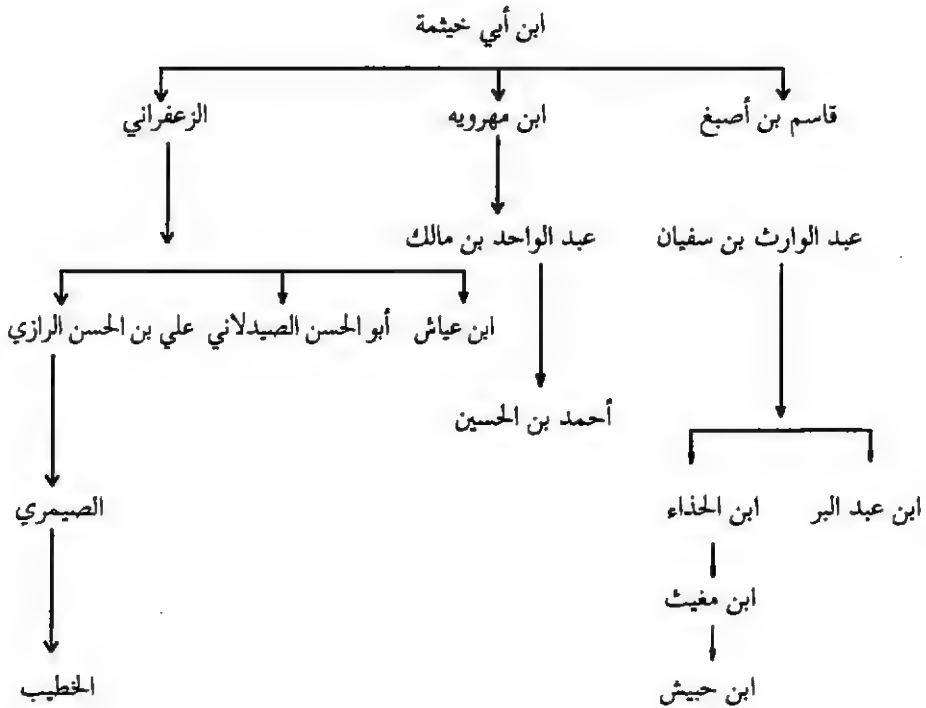 ابن أبي خيثمة
قاسم بن أصبغ ابن مهرويه الزعفراني
عبد الوارث بن سفيان عبد الواحد بن مالك
ابن عياش أبو الحسن الصيدلاني علي بن الحسن الرازي
أحمد بن الحسين
ابن عبد البر ابن الحذاء الصيمري
ابن مغيث
ابن حبيش الخطيب